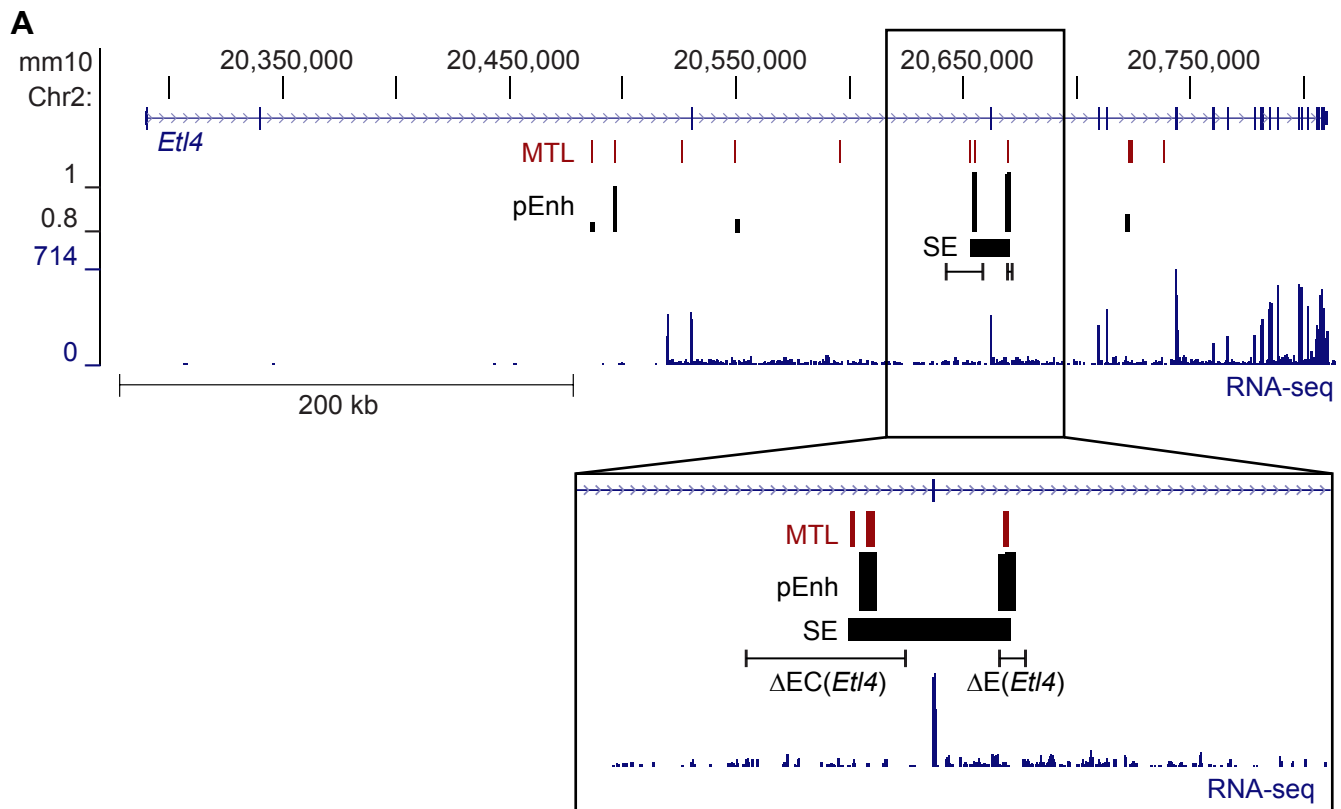 A
mm10
20,350,000 20,450,000 20,550,000 20,650,000 20,750,000
Chr2:
Etl4
MTL
1
pEnh
0.8
SE
714
0
RNA-seq
200 kb
MTL
pEnh
SE
ΔEC(Etl4) ΔE(Etl4)
RNA-seq